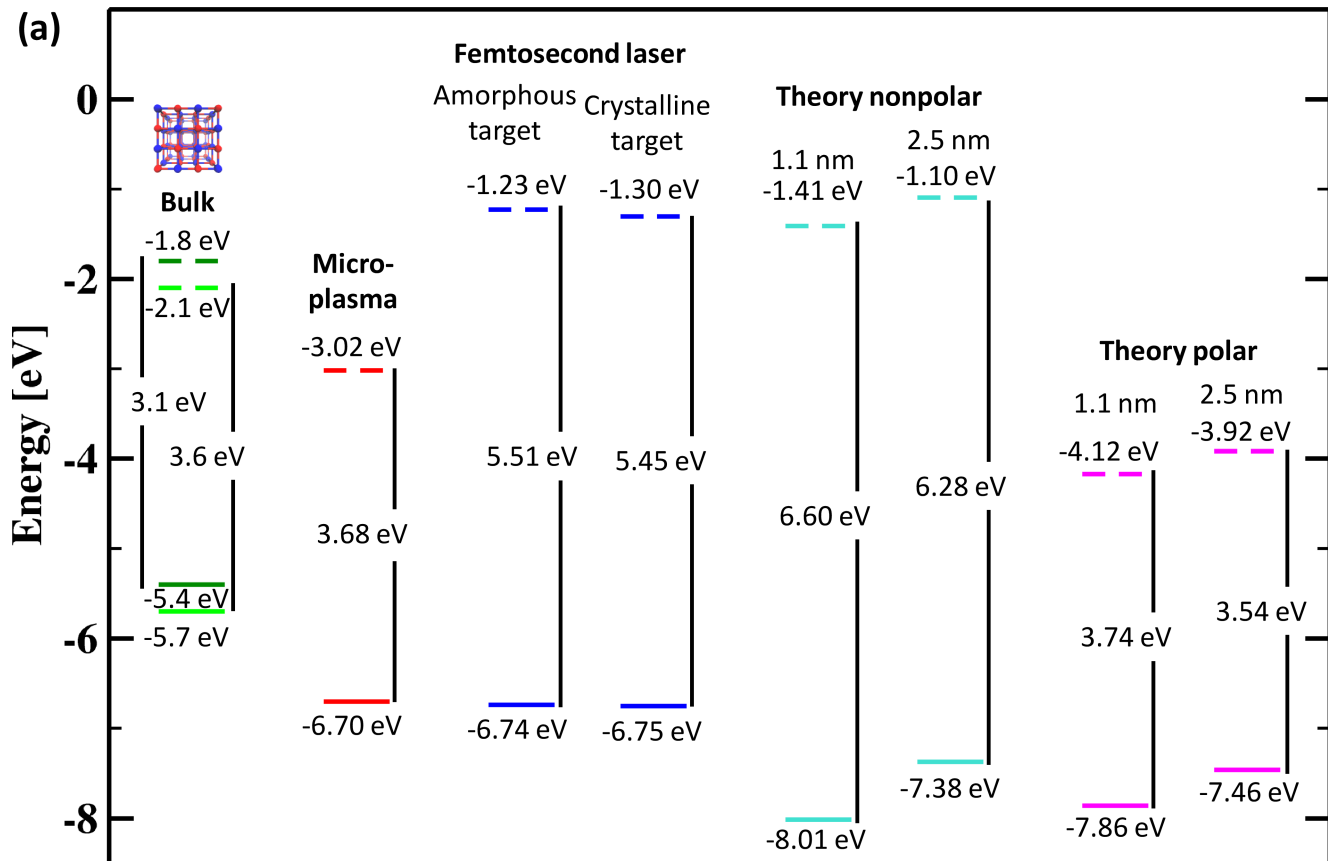 (a)
Energy [eV]
0
-2
-4
-6
-8
Bulk
-1.8 eV
-2.1 eV
3.1 eV
3.6 eV
-5.4 eV
-5.7 eV
Micro-
plasma
-3.02 eV
3.68 eV
-6.70 eV
Femtosecond laser
Amorphous
target
-1.23 eV
5.51 eV
-6.74 eV
Crystalline
target
-1.30 eV
5.45 eV
-6.75 eV
Theory nonpolar
1.1 nm
-1.41 eV
6.60 eV
-8.01 eV
2.5 nm
-1.10 eV
6.28 eV
-7.38 eV
Theory polar
1.1 nm
-4.12 eV
3.74 eV
-7.86 eV
2.5 nm
-3.92 eV
3.54 eV
-7.46 eV